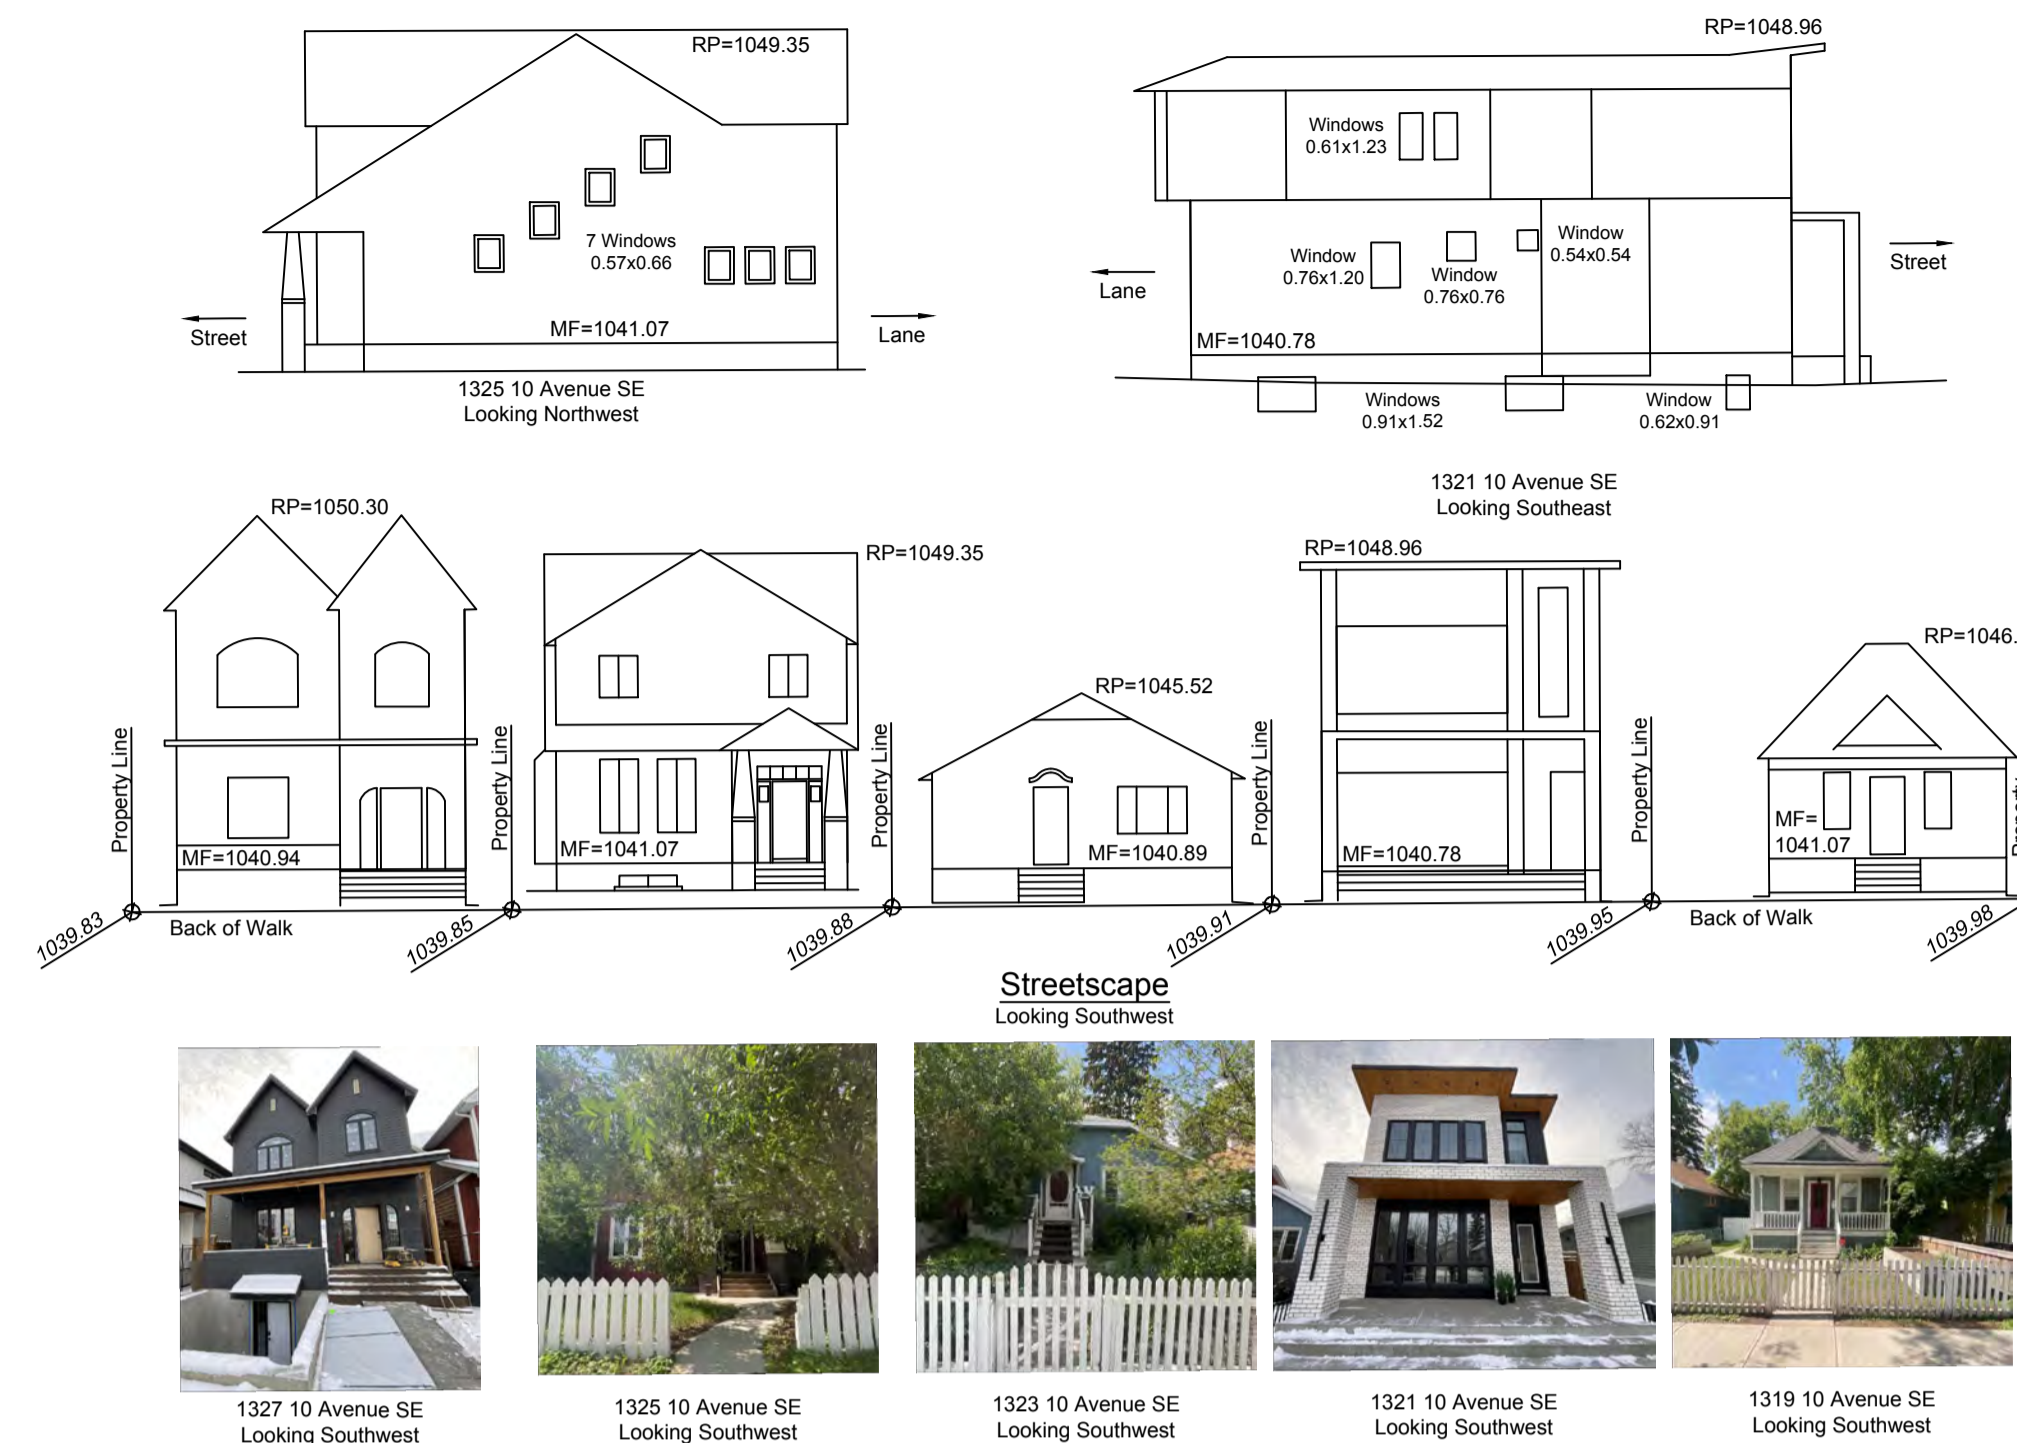 RP=1049.35
7 Windows
0.57x0.66
MF=1041.07
Street
Lane
1325 10 Avenue SE
Looking Northwest
RP=1048.96
Windows
0.61x1.23
Window
0.76x1.20
Window
0.76x0.76
Window
0.54x0.54
Lane
Street
MF=1040.78
Windows
0.91x1.52
Window
0.62x0.91
1321 10 Avenue SE
Looking Southeast
RP=1050.30
RP=1049.35
RP=1045.52
RP=1048.96
RP=1046.
Property Line
MF=1040.94
Property Line
MF=1041.07
Property Line
MF=1040.89
Property Line
MF=1040.78
Property Line
MF=
1041.07
1039.83
Back of Walk
1039.85
1039.88
1039.91
1039.95
Back of Walk
1039.98
Streetscape
Looking Southwest
1327 10 Avenue SE
Looking Southwest
1325 10 Avenue SE
Looking Southwest
1323 10 Avenue SE
Looking Southwest
1321 10 Avenue SE
Looking Southwest
1319 10 Avenue SE
Looking Southwest